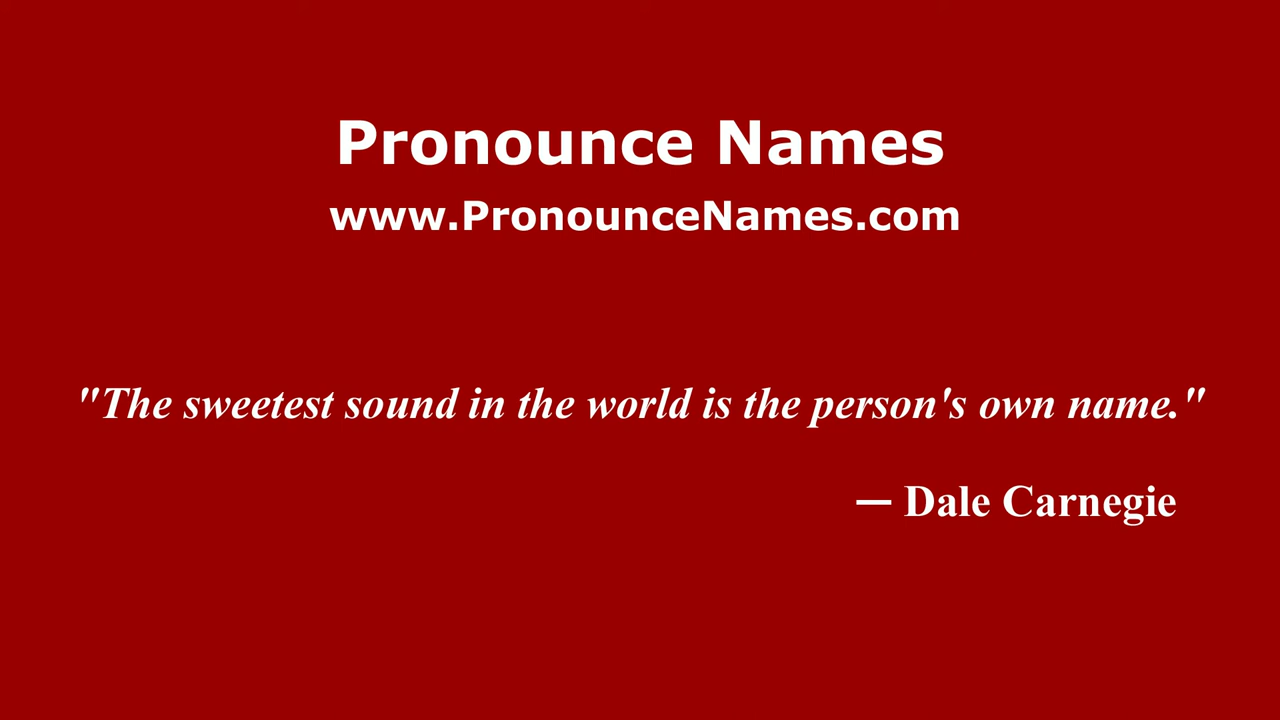 Pronounce Names
www.PronounceNames.com
"The sweetest sound in the world is the person's own name."
— Dale Carnegie